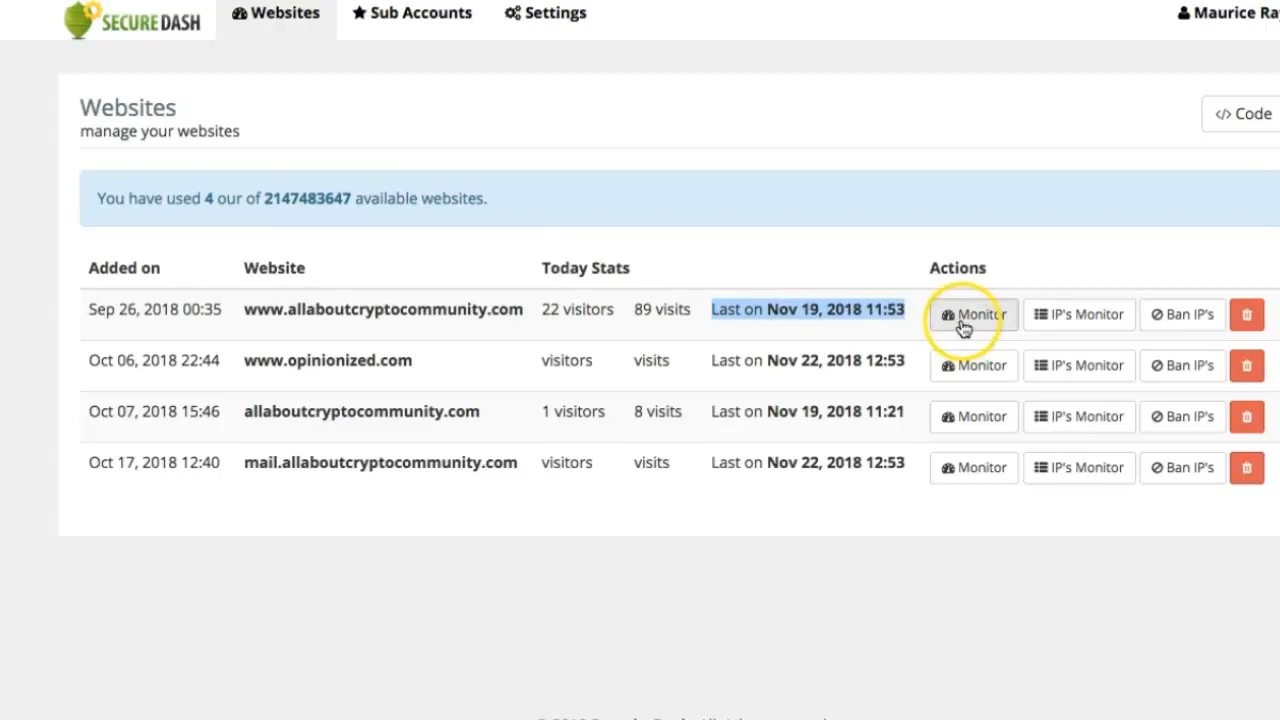 SECURE DASH
Websites
Sub Accounts
Settings
Maurice
Websites
manage your websites
</> Code
You have used 4 our of 2147483647 available websites.
Added on Website Today Stats Actions
Sep 26, 2018 00:35 www.allaboutcryptocommunity.com 22 visitors 89 visits Last on Nov 19, 2018 11:53 Monitor IP's Monitor Ban IP's
Oct 06, 2018 22:44 www.opinionized.com visitors visits Last on Nov 22, 2018 12:53 Monitor IP's Monitor Ban IP's
Oct 07, 2018 15:46 allaboutcryptocommunity.com 1 visitors 8 visits Last on Nov 19, 2018 11:21 Monitor IP's Monitor Ban IP's
Oct 17, 2018 12:40 mail.allaboutcryptocommunity.com visitors visits Last on Nov 22, 2018 12:53 Monitor IP's Monitor Ban IP's